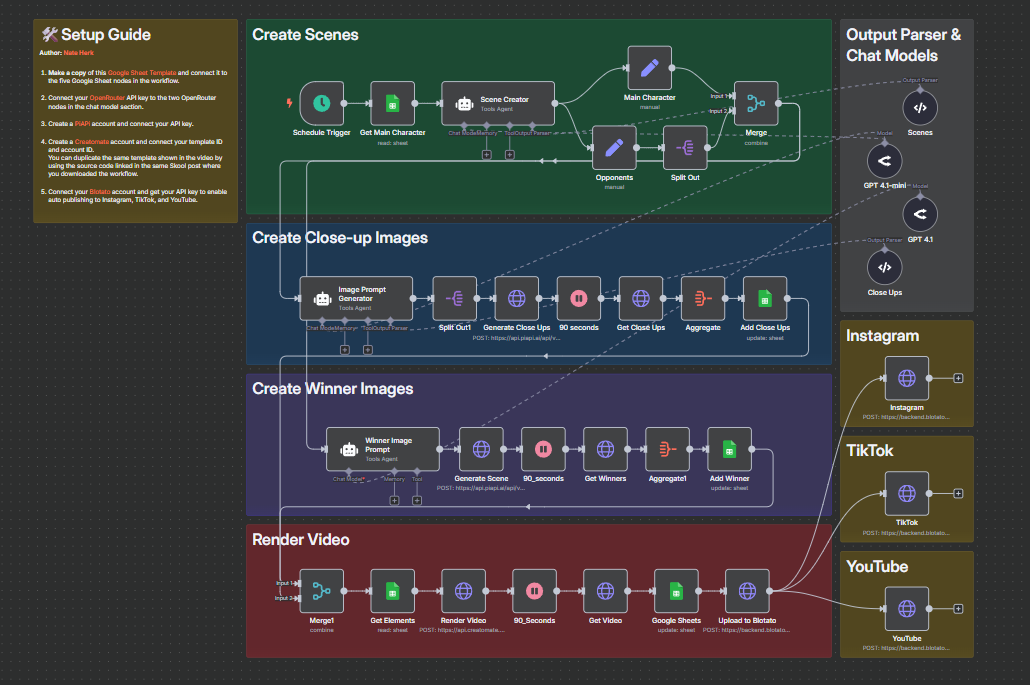 🛠 Setup Guide
Author: Nate Herk
1. Make a copy of this Google Sheet Template and connect it to
the five Google Sheet nodes in the workflow.
2. Connect your OpenRouter API key to the two OpenRouter
nodes in the chat model section.
3. Create a PiAPI account and connect your API key.
4. Create a Creatomate account and connect your template ID
and account ID.
You can duplicate the same template shown in the video by
using the source code linked in the same Skool post where
you downloaded the workflow.
5. Connect your Blotato account and get your API key to enable
auto publishing to Instagram, TikTok, and YouTube.
Create Scenes
Schedule Trigger
Get Main Character
read: sheet
Scene Creator
Tools Agent
Chat Model
Memory
Tool
Output Parser
Main Character
manual
Opponents
manual
Split Out
Input 1
Input 2
Merge
combine
Create Close-up Images
Image Prompt
Generator
Tools Agent
Chat Model
Memory
Tool
Output Parser
Split Out1
Generate Close Ups
POST: https://api.piapi.ai/api/v...
90 seconds
Get Close Ups
Aggregate
Add Close Ups
update: sheet
Create Winner Images
Winner Image
Prompt
Tools Agent
Chat Model*
Memory
Tool
Generate Scene
POST: https://api.piapi.ai/api/v...
90_seconds
Get Winners
Aggregate1
Add Winner
update: sheet
Render Video
Input 1
Input 2
Merge1
combine
Get Elements
read: sheet
Render Video
POST: https://api.creatomate....
90_Seconds
Get Video
Google Sheets
update: sheet
Upload to Blotato
POST: https://backend.blotato...
Output Parser &
Chat Models
Output Parser
Scenes
Model
GPT 4.1-mini
Model
GPT 4.1
Output Parser
Close Ups
Instagram
Instagram
POST: https://backend.blotato...
TikTok
TikTok
POST: https://backend.blotato...
YouTube
YouTube
POST: https://backend.blotato...